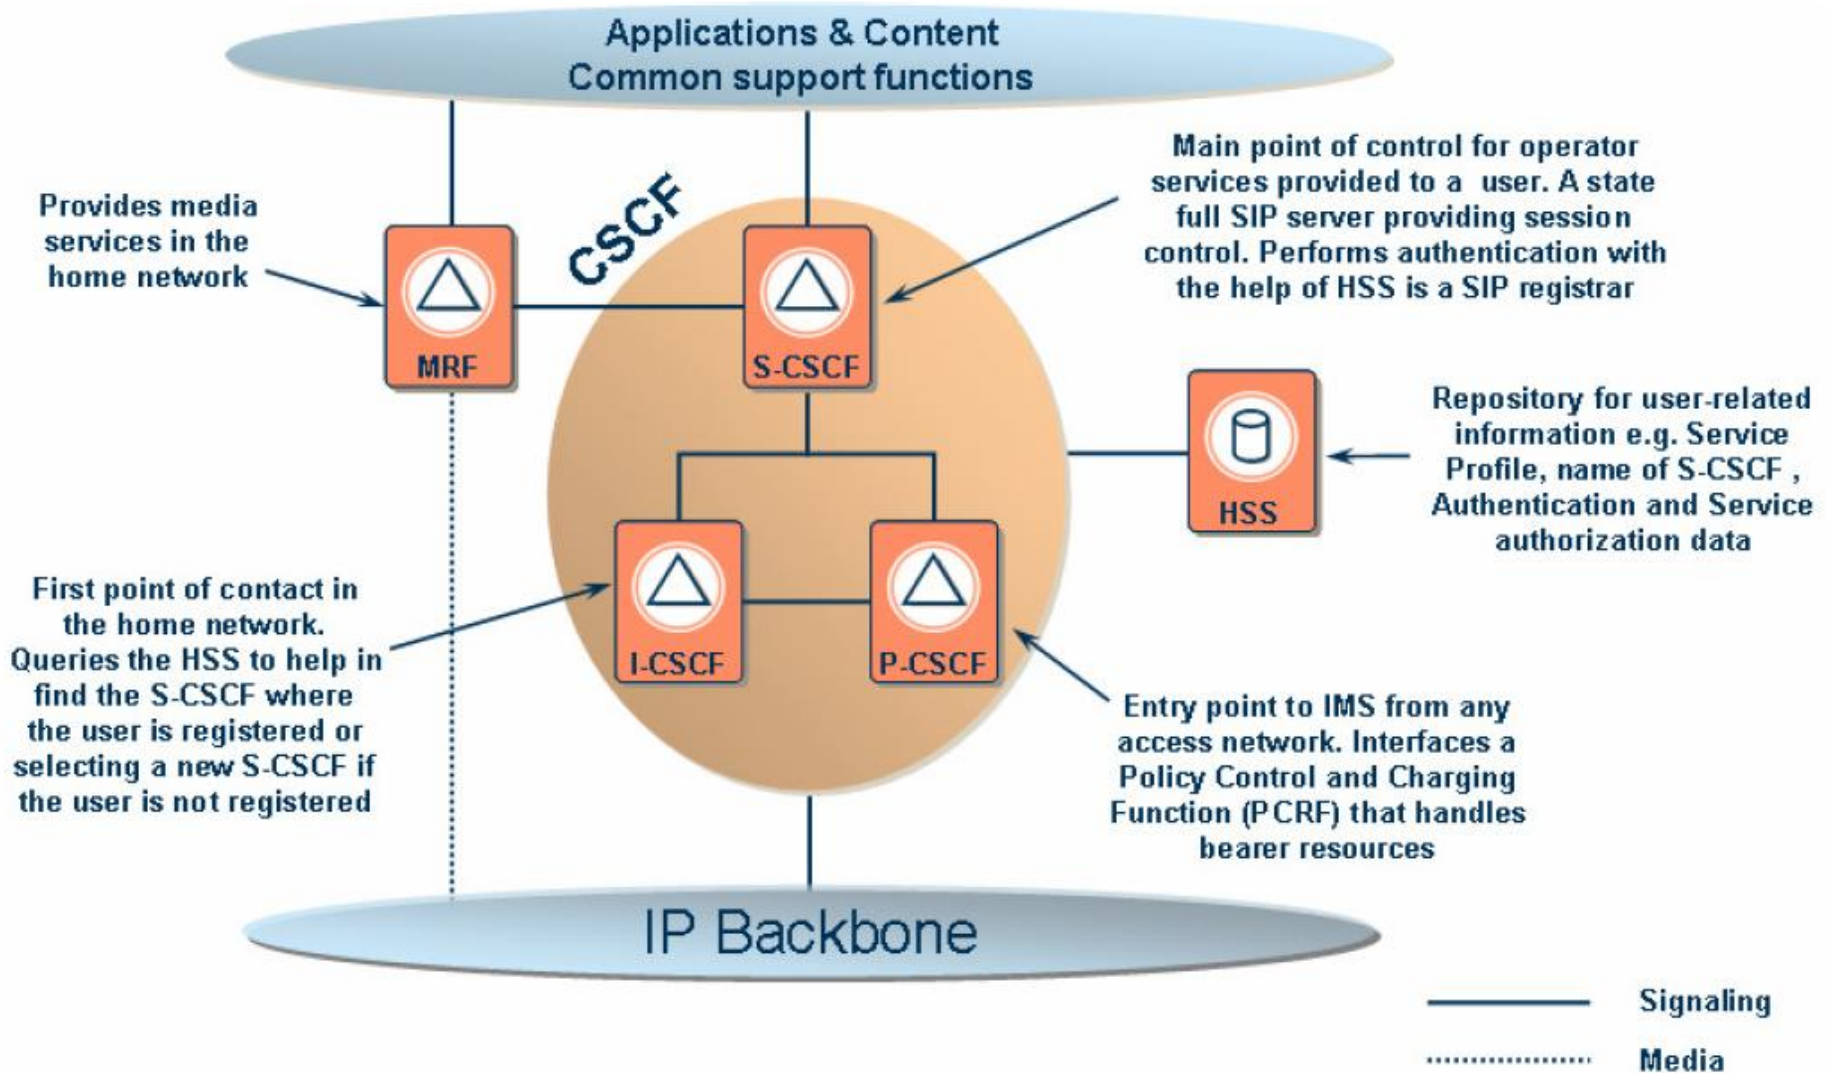 Applications & Content
Common support functions
Main point of control for operator
services provided to a user. A state
full SIP server providing session
control. Performs authentication with
the help of HSS is a SIP registrar
Provides media
services in the
home network
CSCF
MRF
S-CSCF
Repository for user-related
information e.g. Service
Profile, name of S-CSCF ,
Authentication and Service
authorization data
HSS
First point of contact in
the home network.
Queries the HSS to help in
find the S-CSCF where
the user is registered or
selecting a new S-CSCF if
the user is not registered
I-CSCF
P-CSCF
Entry point to IMS from any
access network. Interfaces a
Policy Control and Charging
Function (PCRF) that handles
bearer resources
IP Backbone
Signaling
Media